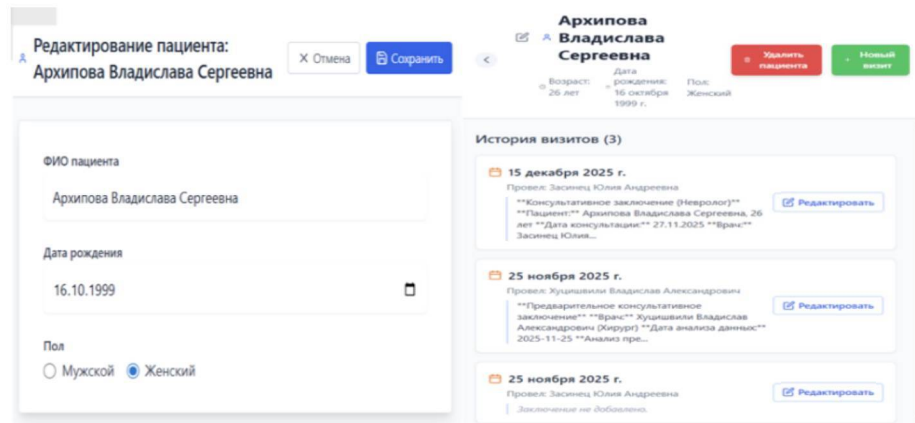 Редактирование пациента:
Архипова Владислава Сергеевна
Отмена
Сохранить
ФИО пациента
Архипова Владислава Сергеевна
Дата рождения
16.10.1999
Пол
Мужской Женский
Архипова
Владислава
Сергеевна
Возраст:
26 лет
Дата
рождения:
16 октября
1999 г.
Пол:
Женский
Удалить
пациента
Новый
визит
История визитов (3)
15 декабря 2025 г.
Провел: Засинец Юлия Андреевна
**Консультативное заключение (Невролог)**
**Пациент:** Архипова Владислава Сергеевна, 26
лет **Дата консультации:** 27.11.2025 **Врач:**
Засинец Юлия...
Редактировать
25 ноября 2025 г.
Провел: Хуцишвили Владислав Александрович
**Предварительное консультативное
заключение** **Врач:** Хуцишвили Владислав
Александрович (Хирург) **Дата анализа данных:**
2025-11-25 **Анализ пре...
Редактировать
25 ноября 2025 г.
Провел: Засинец Юлия Андреевна
Заключение не добавлено.
Редактировать